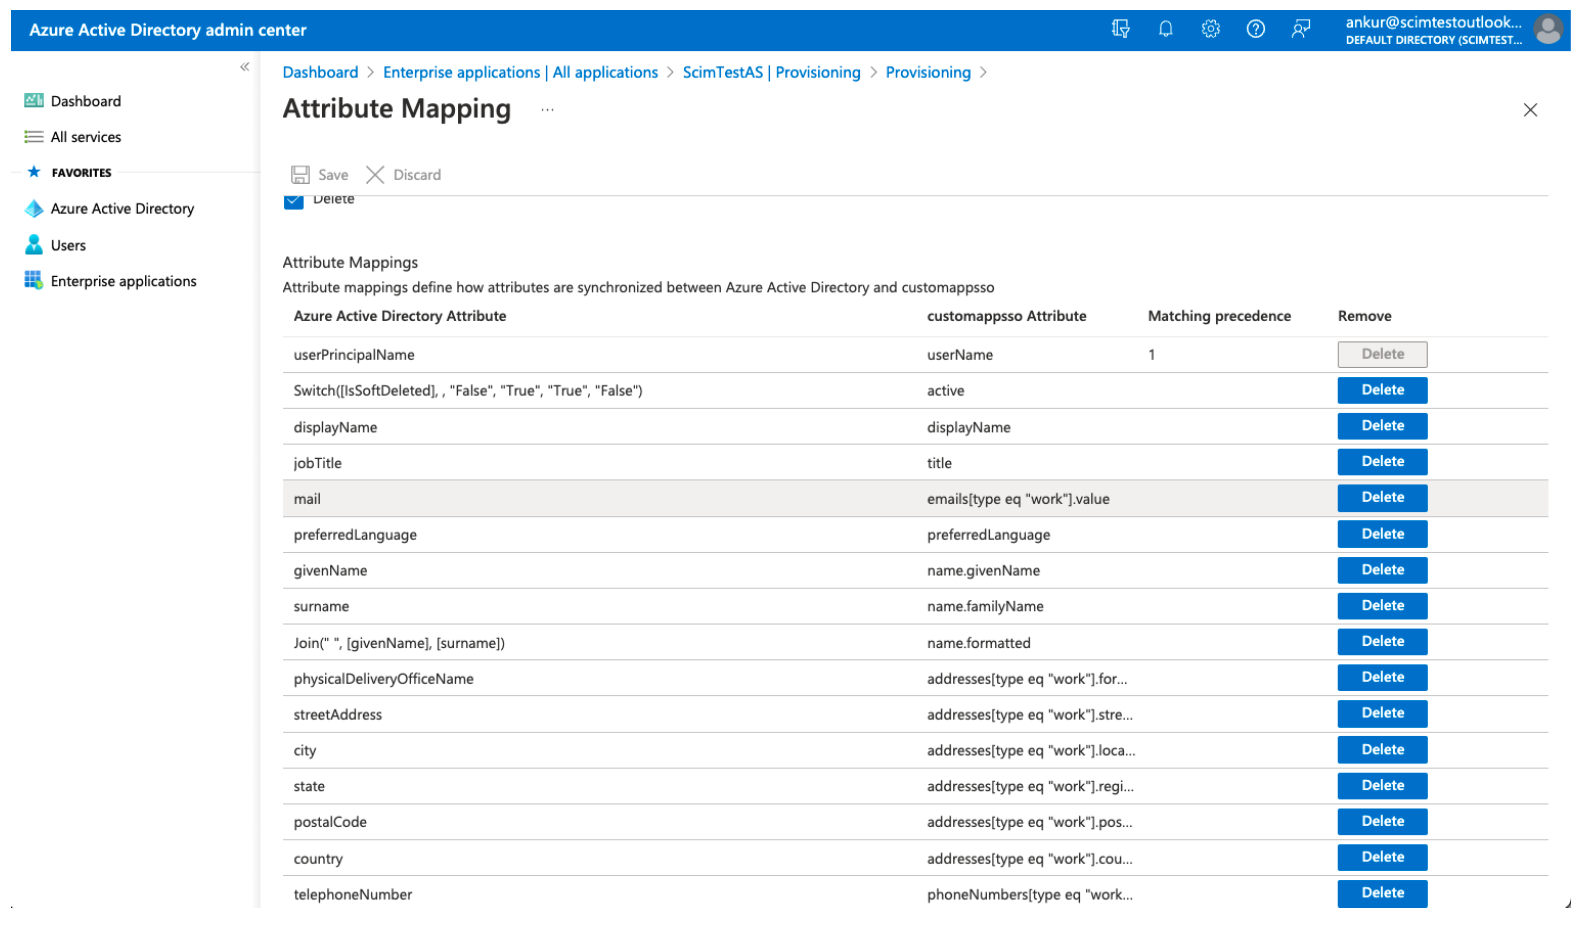 Azure Active Directory admin center
ankur@scimtestoutlook...
DEFAULT DIRECTORY (SCIMTEST...
Dashboard
All services
FAVORITES
Azure Active Directory
Users
Enterprise applications
Dashboard > Enterprise applications | All applications > ScimTestAS | Provisioning > Provisioning >
Attribute Mapping ...
Save Discard
Delete
Attribute Mappings
Attribute mappings define how attributes are synchronized between Azure Active Directory and customappsso
Azure Active Directory Attribute customappsso Attribute Matching precedence Remove
userPrincipalName userName 1 Delete
Switch([IsSoftDeleted], , "False", "True", "True", "False") active Delete
displayName displayName Delete
jobTitle title Delete
mail emails[type eq "work"].value Delete
preferredLanguage preferredLanguage Delete
givenName name.givenName Delete
surname name.familyName Delete
Join(" ", [givenName], [surname]) name.formatted Delete
physicalDeliveryOfficeName addresses[type eq "work"].for... Delete
streetAddress addresses[type eq "work"].stre... Delete
city addresses[type eq "work"].loca... Delete
state addresses[type eq "work"].regi... Delete
postalCode addresses[type eq "work"].pos... Delete
country addresses[type eq "work"].cou... Delete
telephoneNumber phoneNumbers[type eq "work... Delete